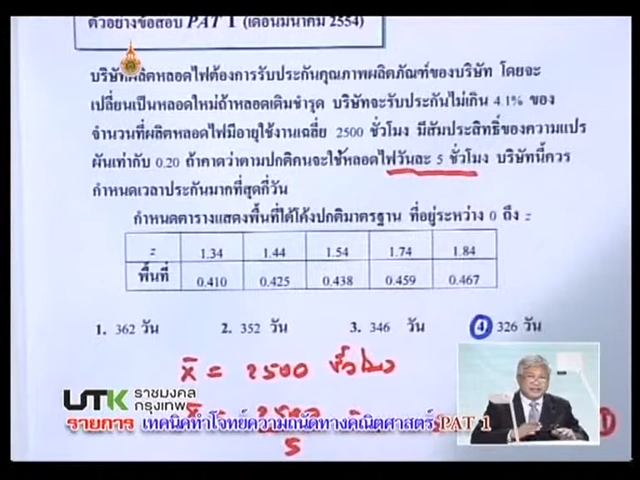 ตัวอย่างข้อสอบ PAT 1 (เดือนมีนาคม 2554)
บริษัทผลิตหลอดไฟต้องการรับประกันคุณภาพผลิตภัณฑ์ของบริษัท โดยจะ
เปลี่ยนเป็นหลอดใหม่ถ้าหลอดเดิมชำรุด บริษัทจะรับประกันไม่เกิน 4.1% ของ
จำนวนที่ผลิตหลอดไฟมีอายุใช้งานเฉลี่ย 2500 ชั่วโมง มีสัมประสิทธิ์ของความแปร
ผันเท่ากับ 0.20 ถ้าคาดว่าตามปกติคนจะใช้หลอดไฟวันละ 5 ชั่วโมง บริษัทนี้ควร
กำหนดเวลาประกันมากที่สุดกี่วัน
กำหนดตารางแสดงพื้นที่ใต้โค้งปกติมาตรฐาน ที่อยู่ระหว่าง 0 ถึง z
z 1.34 1.44 1.54 1.74 1.84
พื้นที่ 0.410 0.425 0.438 0.459 0.467
1. 362 วัน 2. 352 วัน 3. 346 วัน 4. 326 วัน
x̄ = 2500 ชั่วโมง
UTK ราชมงคล
กรุงเทพ
รายการ เทคนิคทำโจทย์ความถนัดทางคณิตศาสตร์ PAT 1
5